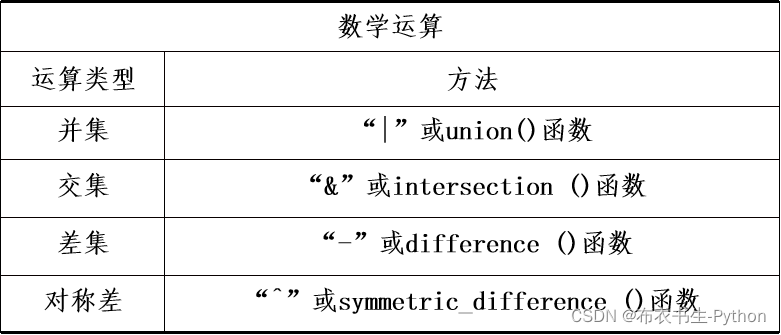 数学运算
运算类型 方法
并集 “|”或union()函数
交集 “&”或intersection ()函数
差集 “-”或difference ()函数
对称差 “^”或symmetric_difference ()函数
CSDN @布衣书生-Python